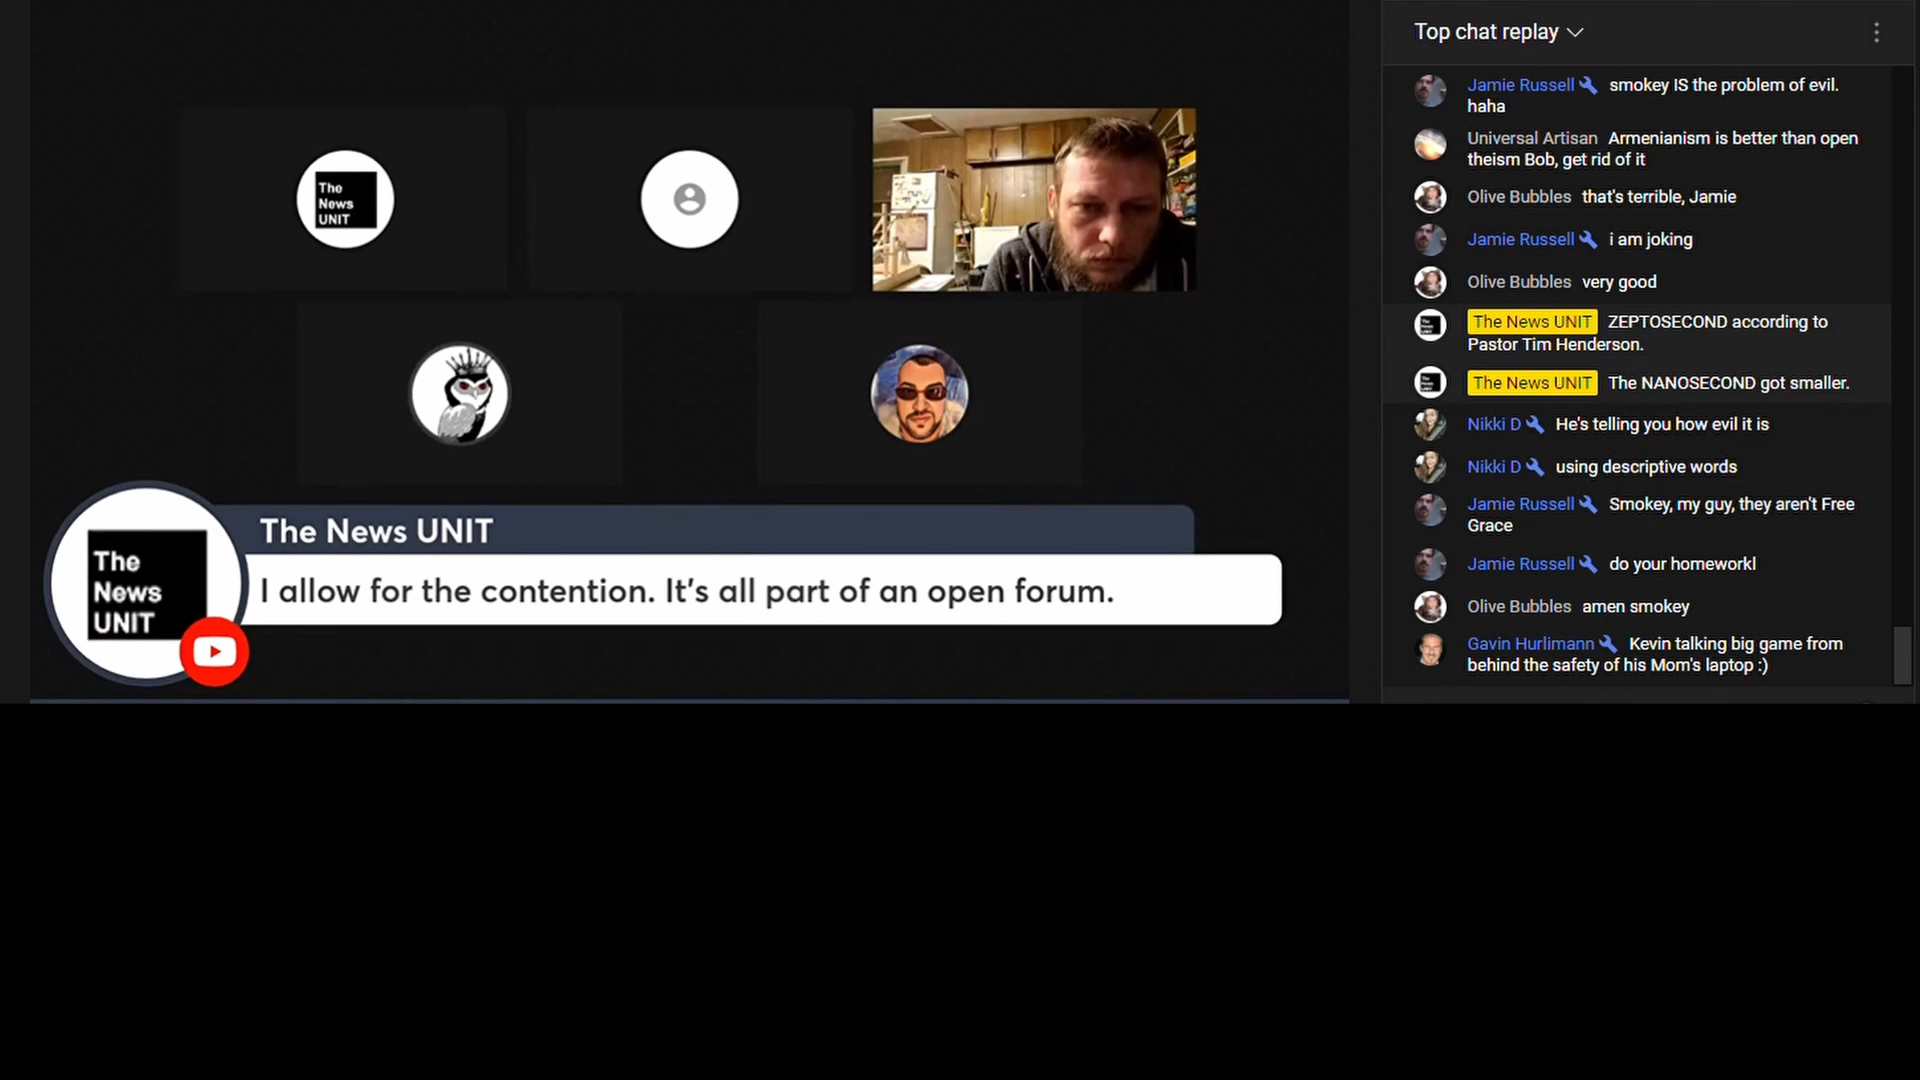 The
News
UNIT
The News UNIT
The
News
UNIT
I allow for the contention. It's all part of an open forum.
Top chat replay
Jamie Russell smokey IS the problem of evil.
haha
Universal Artisan Armenianism is better than open
theism Bob, get rid of it
Olive Bubbles that's terrible, Jamie
Jamie Russell i am joking
Olive Bubbles very good
The News UNIT ZEPTOSECOND according to
Pastor Tim Henderson.
The News UNIT The NANOSECOND got smaller.
Nikki D He's telling you how evil it is
Nikki D using descriptive words
Jamie Russell Smokey, my guy, they aren't Free
Grace
Jamie Russell do your homeworkl
Olive Bubbles amen smokey
Gavin Hurlimann Kevin talking big game from
behind the safety of his Mom's laptop :)